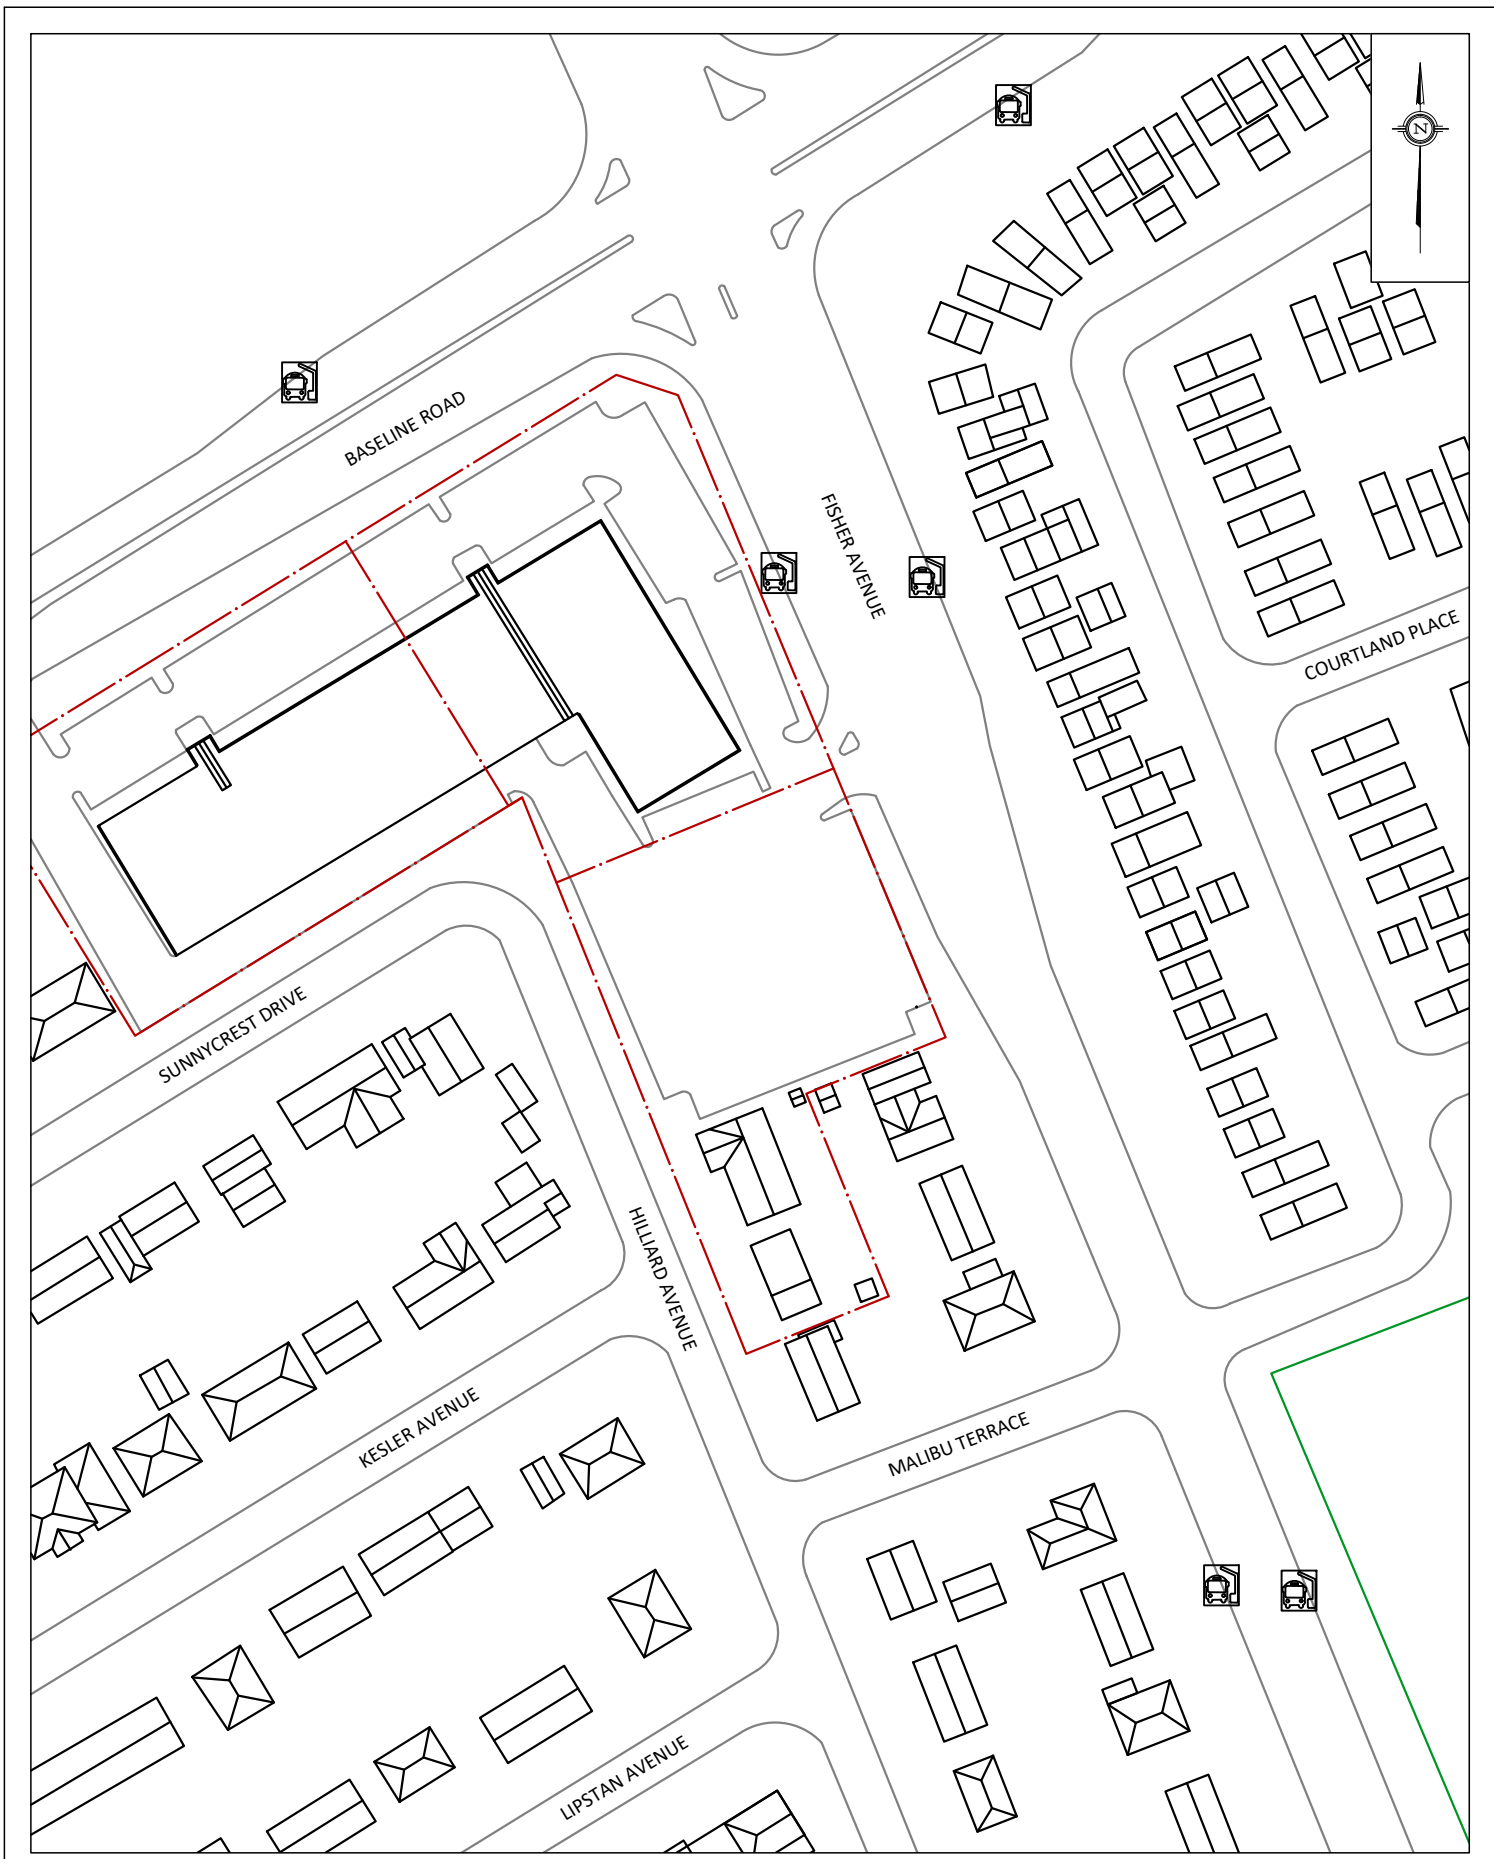 N
BASELINE ROAD
FISHER AVENUE
COURTLAND PLACE
SUNNYCREST DRIVE
HILLIARD AVENUE
KESLER AVENUE
MALIBU TERRACE
LIPSTAN AVENUE